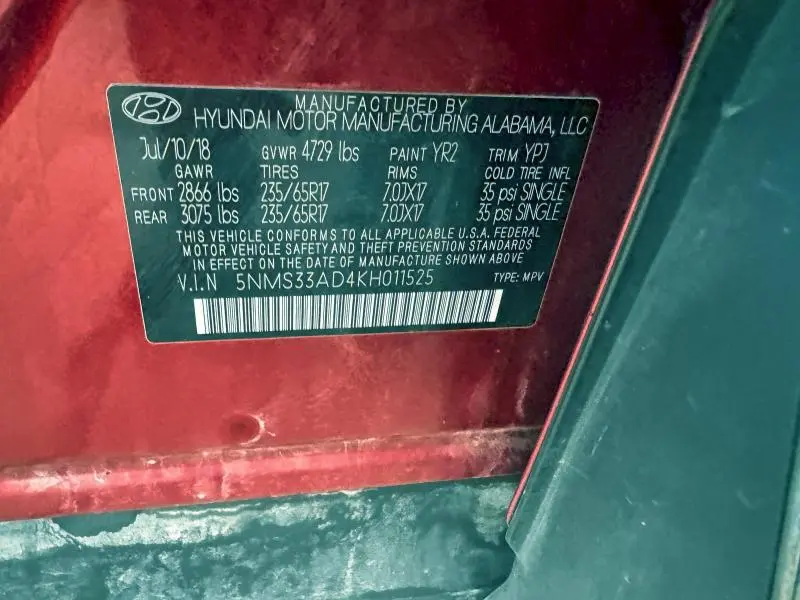 MANUFACTURED BY
HYUNDAI MOTOR MANUFACTURING ALABAMA, LLC
Jul/10/18 GVWR 4729 lbs PAINT YR2 TRIM YPJ
GAWR TIRES RIMS COLD TIRE INFL
FRONT 2866 lbs 235/65R17 7.0JX17 35 psi SINGLE
REAR 3075 lbs 235/65R17 7.0JX17 35 psi SINGLE
THIS VEHICLE CONFORMS TO ALL APPLICABLE U.S.A. FEDERAL
MOTOR VEHICLE SAFETY AND THEFT PREVENTION STANDARDS
IN EFFECT ON THE DATE OF MANUFACTURE SHOWN ABOVE
V.I.N 5NMS33AD4KH011525 TYPE: MPV